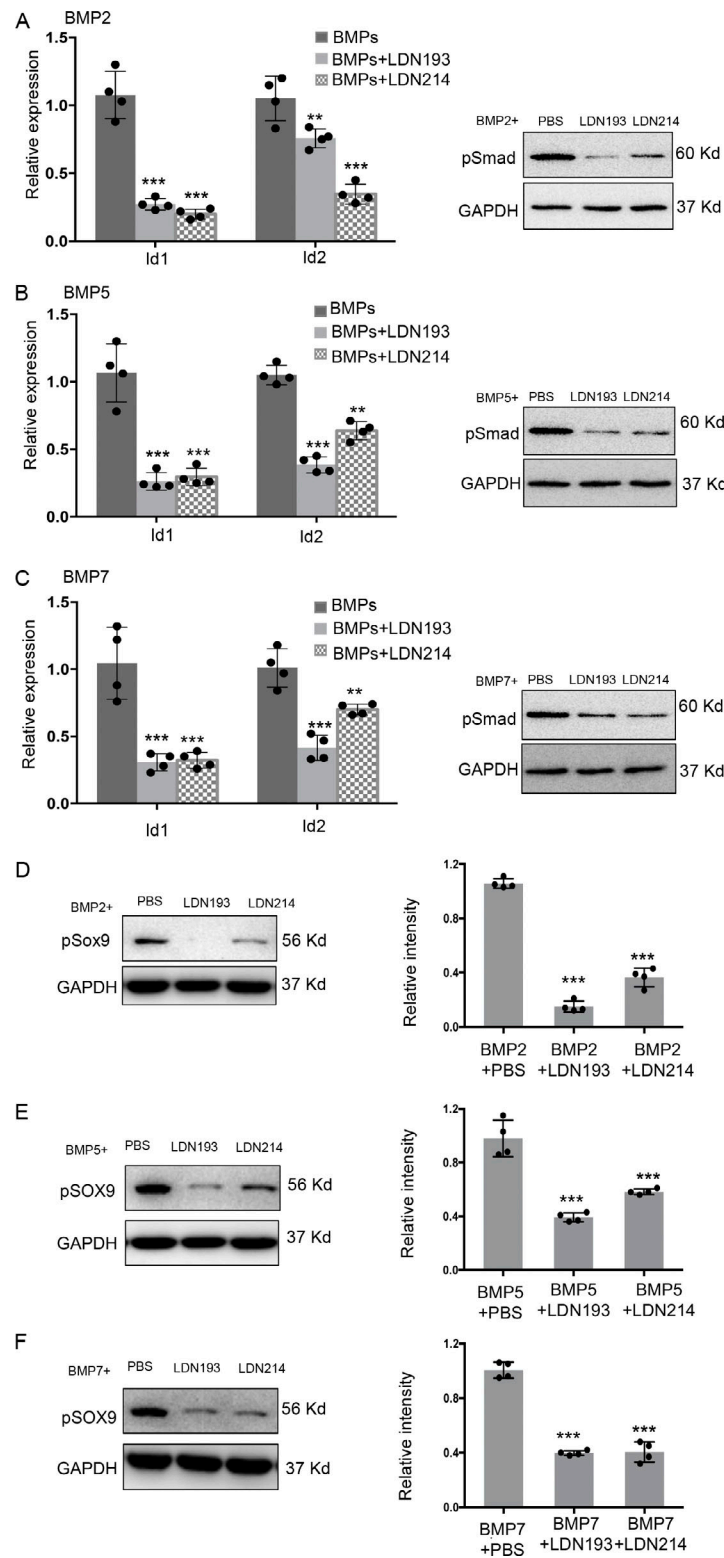 A
BMP2
BMPs
BMPs+LDN193
BMPs+LDN214
Relative expression
1.5
1.0
0.5
0.0
***
***
**
***
Id1
Id2
BMP2+
PBS
LDN193
LDN214
pSmad
60 Kd
GAPDH
37 Kd
B
BMP5
BMPs
BMPs+LDN193
BMPs+LDN214
Relative expression
1.5
1.0
0.5
0.0
***
***
***
**
Id1
Id2
BMP5+
PBS
LDN193
LDN214
pSmad
60 Kd
GAPDH
37 Kc
C
BMP7
BMPs
BMPs+LDN193
BMPs+LDN214
Relative expression
1.5
1.0
0.5
0.0
***
***
***
**
Id1
Id2
BMP7+
PBS
LDN193
LDN214
pSmad
60 Kd
GAPDH
37 Kd
D
BMP2+
PBS
LDN193
LDN214
pSox9
56 Kd
GAPDH
37 Kd
Relative intensity
1.2
0.8
0.4
0.0
***
***
BMP2
+PBS
BMP2
+LDN193
BMP2
+LDN214
E
BMP5+
PBS
LDN193
LDN214
pSOX9
56 Kd
GAPDH
37 Kd
Relative intensity
1.2
0.8
0.4
0.0
***
***
BMP5
+PBS
BMP5
+LDN193
BMP5
+LDN214
F
BMP7+
PBS
LDN193
LDN214
pSOX9
56 Kd
GAPDH
37 Kd
Relative intensity
1.2
0.8
0.4
0.0
***
***
BMP7
+PBS
BMP7
+LDN193
BMP7
+LDN214